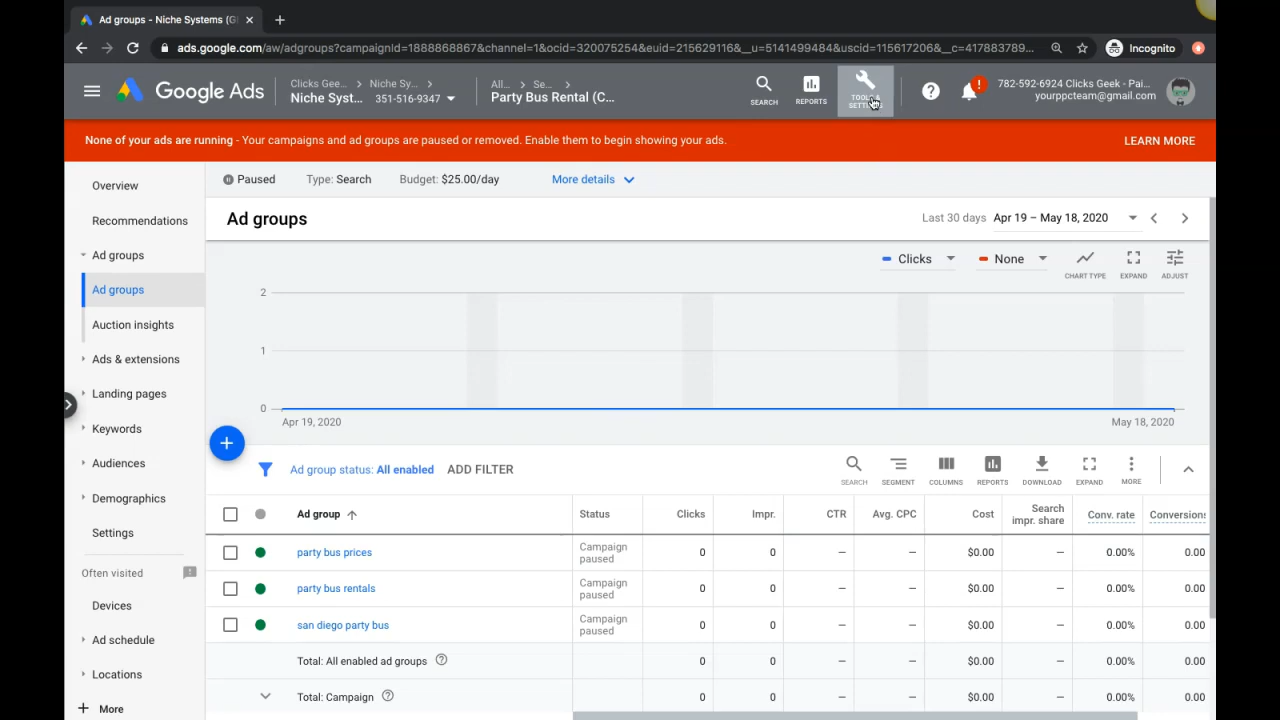 Ad groups - Niche Systems (G
ads.google.com/aw/adgroups?campaignId=1888868867&channel=1&ocid=320075254&euid=215629116&__u=5141499484&uscid=115617206&__c=417883789...
Incognito
Google Ads
Clicks Gee...
Niche Sy...
Niche Syst...
351-516-9347
All...
Se...
Party Bus Rental (C...
SEARCH
REPORTS
TOOLS &
SETTINGS
782-592-6924 Clicks Geek - Pai...
yourppcteam@gmail.com
None of your ads are running - Your campaigns and ad groups are paused or removed. Enable them to begin showing your ads.
LEARN MORE
Overview
Recommendations
Ad groups
Ad groups
Auction insights
Ads & extensions
Landing pages
Keywords
Audiences
Demographics
Settings
Often visited
Devices
Ad schedule
Locations
More
Paused
Type: Search
Budget: $25.00/day
More details
Ad groups
Last 30 days
Apr 19 – May 18, 2020
Clicks
None
CHART TYPE
EXPAND
ADJUST
2
1
0
Apr 19, 2020
May 18, 2020
Ad group status: All enabled
ADD FILTER
SEARCH
SEGMENT
COLUMNS
REPORTS
DOWNLOAD
EXPAND
MORE
Ad group
Status
Clicks
Impr.
CTR
Avg. CPC
Cost
Search
impr. share
Conv. rate
Conversions
party bus prices
Campaign
paused
0
0
–
–
$0.00
–
0.00%
0.00
party bus rentals
Campaign
paused
0
0
–
–
$0.00
–
0.00%
0.00
san diego party bus
Campaign
paused
0
0
–
–
$0.00
–
0.00%
0.00
Total: All enabled ad groups
0
0
–
–
$0.00
–
0.00%
0.00
Total: Campaign
0
0
–
–
$0.00
–
0.00%
0.00